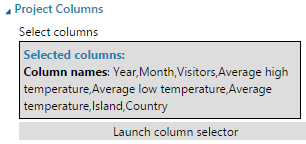 Project Columns
Select columns
Selected columns:
Column names: Year,Month,Visitors,Average high
temperature,Average low temperature,Average
temperature,Island,Country
Launch column selector